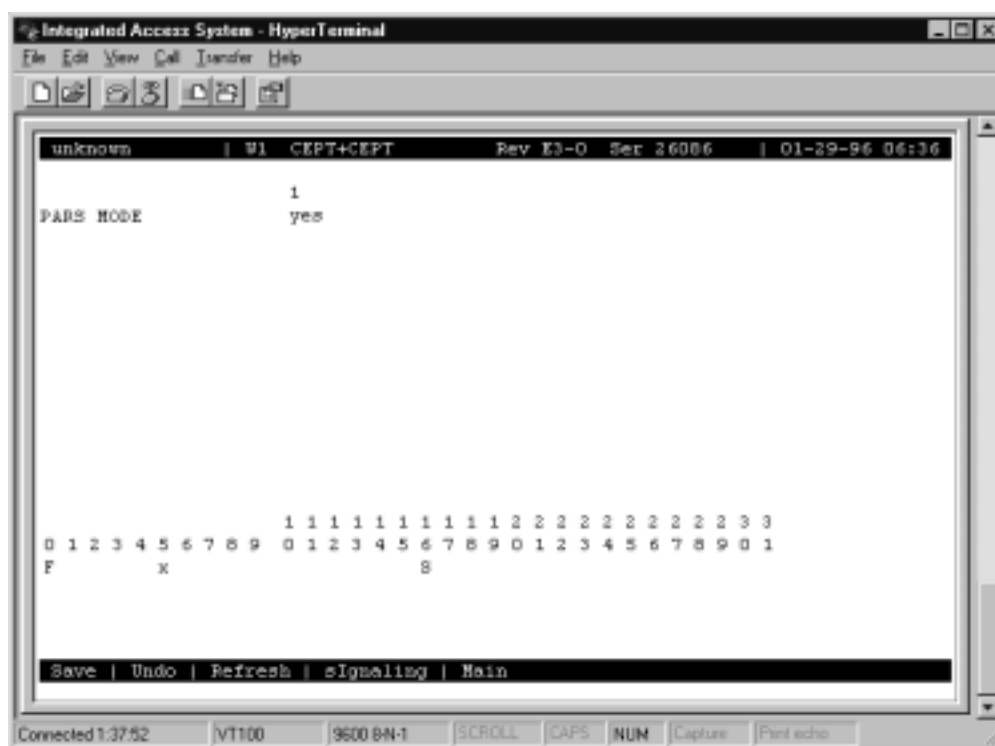 Integrated Access System - HyperTerminal
File Edit View Call Transfer Help
unknown | W1 CEPT+CEPT Rev E3-0 Ser 26086 | 01-29-96 06:36
1
PARS MODE yes
1 1 1 1 1 1 1 1 1 1 2 2 2 2 2 2 2 2 2 2 3 3
0 1 2 3 4 5 6 7 8 9 0 1 2 3 4 5 6 7 8 9 0 1 2 3 4 5 6 7 8 9 0 1
F x S
Save | Undo | Refresh | sIgnaling | Main
Connected 1:37:52 VT100 9600 8-N-1 SCROLL CAPS NUM Capture Print echo